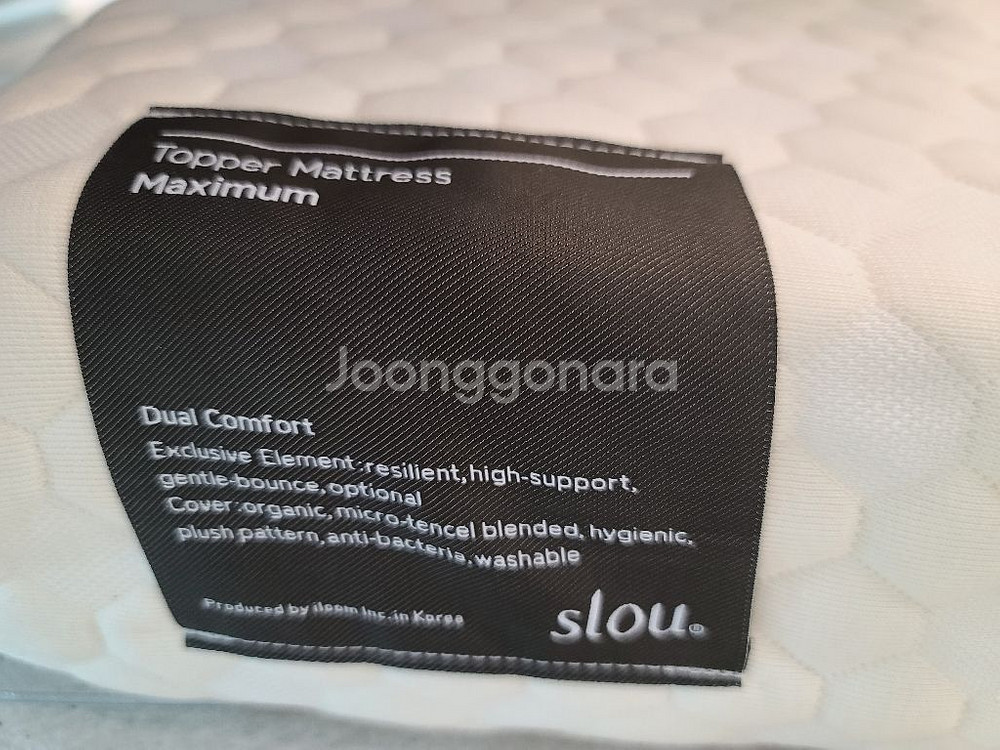 Topper Mattress
Maximum
Joonggonara
Dual Comfort
Exclusive Element:resilient,high-support,
gentle-bounce,optional
Cover:organic,micro-tencel blended, hygienic,
plush pattern,anti-bacteria,washable
Produced by iloom Inc.in Korea
slou.®